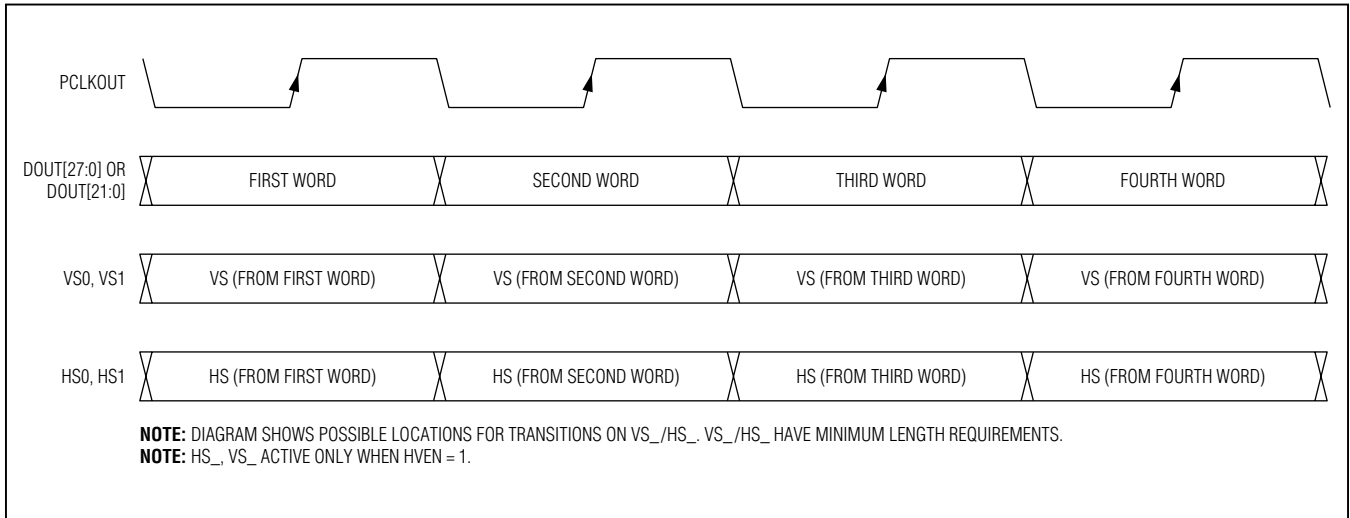 PCLKOUT
DOUT[27:0] OR
DOUT[21:0]
FIRST WORD
SECOND WORD
THIRD WORD
FOURTH WORD
VS0, VS1
VS (FROM FIRST WORD)
VS (FROM SECOND WORD)
VS (FROM THIRD WORD)
VS (FROM FOURTH WORD)
HS0, HS1
HS (FROM FIRST WORD)
HS (FROM SECOND WORD)
HS (FROM THIRD WORD)
HS (FROM FOURTH WORD)
NOTE: DIAGRAM SHOWS POSSIBLE LOCATIONS FOR TRANSITIONS ON VS_/HS_. VS_/HS_ HAVE MINIMUM LENGTH REQUIREMENTS.
NOTE: HS_, VS_ ACTIVE ONLY WHEN HVEN = 1.